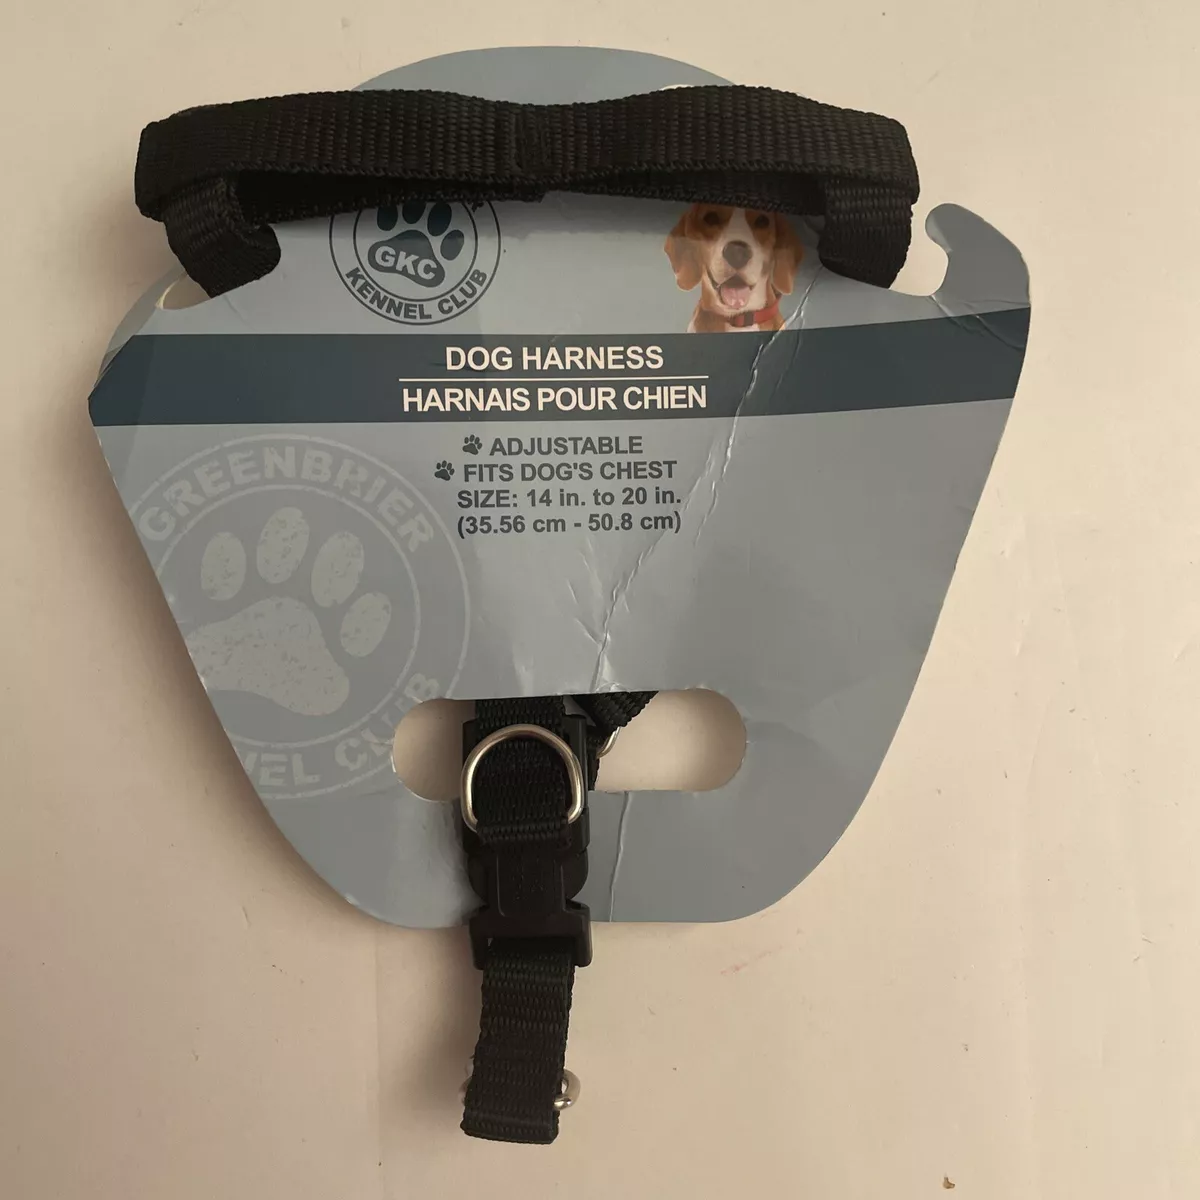 GKC
KENNEL CLUB
DOG HARNESS
HARNAIS POUR CHIEN
ADJUSTABLE
FITS DOG'S CHEST
SIZE: 14 in. to 20 in.
(35.56 cm - 50.8 cm)
GREENBRIER
NEL CLUB